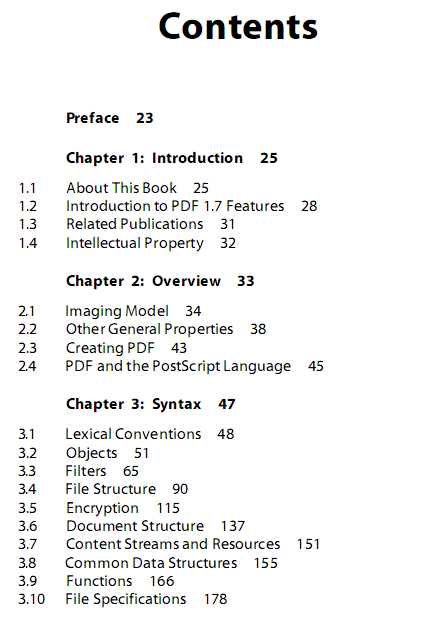 Contents
Preface 23
Chapter 1: Introduction 25
1.1 About This Book 25
1.2 Introduction to PDF 1.7 Features 28
1.3 Related Publications 31
1.4 Intellectual Property 32
Chapter 2: Overview 33
2.1 Imaging Model 34
2.2 Other General Properties 38
2.3 Creating PDF 43
2.4 PDF and the PostScript Language 45
Chapter 3: Syntax 47
3.1 Lexical Conventions 48
3.2 Objects 51
3.3 Filters 65
3.4 File Structure 90
3.5 Encryption 115
3.6 Document Structure 137
3.7 Content Streams and Resources 151
3.8 Common Data Structures 155
3.9 Functions 166
3.10 File Specifications 178